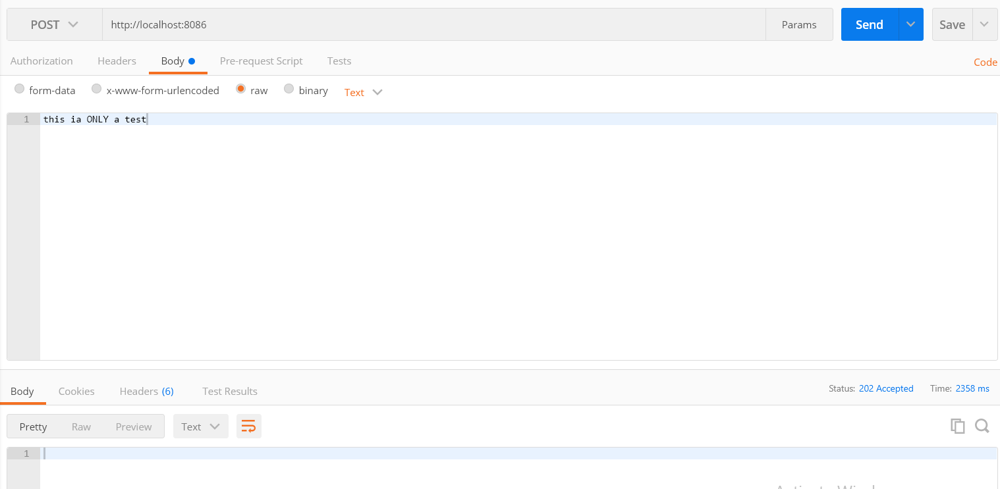 POST http://localhost:8086 Params Send Save
Authorization Headers Body Pre-request Script Tests Code
form-data x-www-form-urlencoded raw binary Text
1 this ia ONLY a test
Body Cookies Headers (6) Test Results Status: 202 Accepted Time: 2358 ms
Pretty Raw Preview Text
1